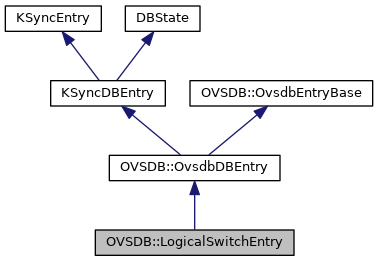 KSyncEntry
DBState
KSyncDBEntry
OVSDB::OvsdbEntryBase
OVSDB::OvsdbDBEntry
OVSDB::LogicalSwitchEntry